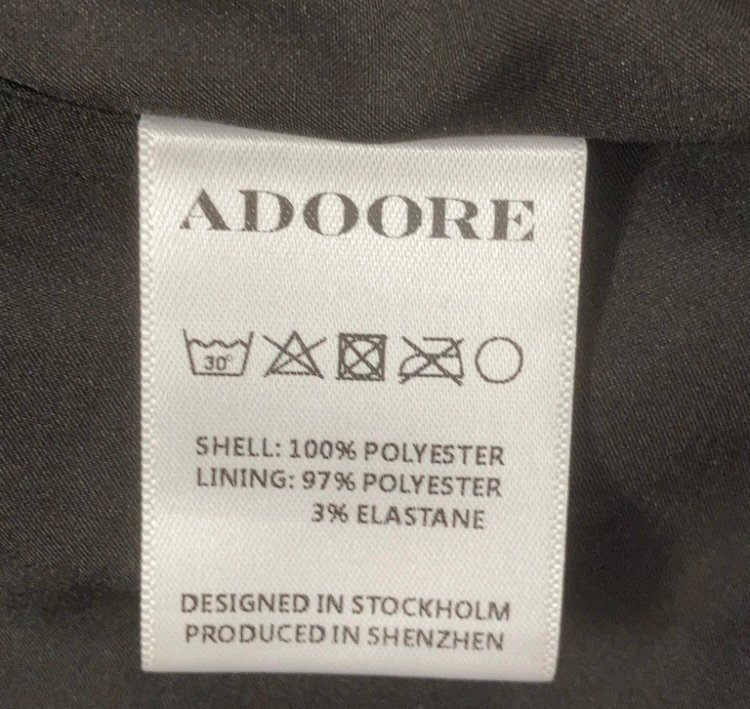 ADOORE
30°
SHELL: 100% POLYESTER
LINING: 97% POLYESTER
3% ELASTANE
DESIGNED IN STOCKHOLM
PRODUCED IN SHENZHEN